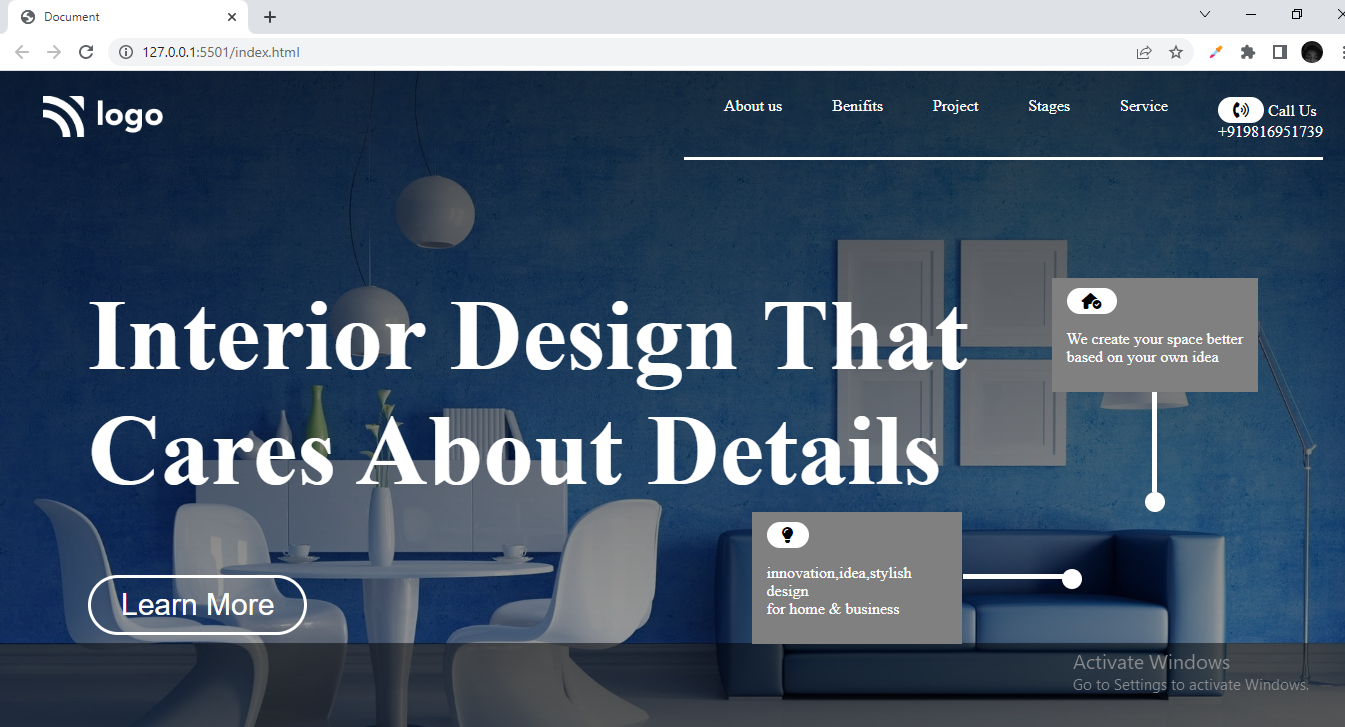 Document
127.0.0.1:5501/index.html
logo
About us
Benifits
Project
Stages
Service
Call Us
+919816951739
Interior Design That
Cares About Details
We create your space better
based on your own idea
innovation,idea,stylish
design
for home & business
Learn More
Activate Windows
Go to Settings to activate Windows.